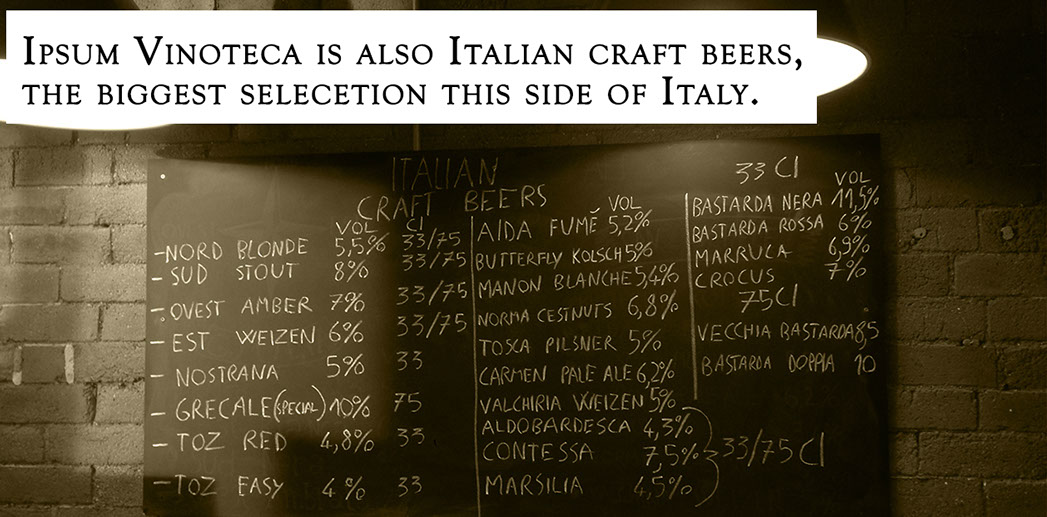 Ipsum Vinoteca is also Italian craft beers,
the biggest selecetion this side of Italy.
ITALIAN
CRAFT BEERS
VOL Cl
-NORD BLONDE 5,5% 33/75
-SUD STOUT 8% 33/75
-OVEST AMBER 7% 33/75
-EST WEIZEN 6% 33/75
-NOSTRANA 5% 33
-GRECALE (SPECIAL) 10% 75
-TOZ RED 4,8% 33
-TOZ EASY 4% 33
VOL
AIDA FUMÉ 5,2%
BUTTERFLY KOLSCH 5%
MANON BLANCHE 5,4%
NORMA CESTNUTS 6,8%
TOSCA PILSNER 5%
CARMEN PALE ALE 6,2%
VALCHIRIA WEIZEN 5%
ALDOBARDESCA 4,3%
CONTESSA 7,5% 33/75 Cl
MARSILIA 4,5%
33 Cl
VOL
BASTARDA NERA 11,5%
BASTARDA ROSSA 6%
MARRUCA 6,9%
CROCUS 7%
75Cl
VECCHIA BASTARDA 8,5
BASTARDA DOPPIA 10